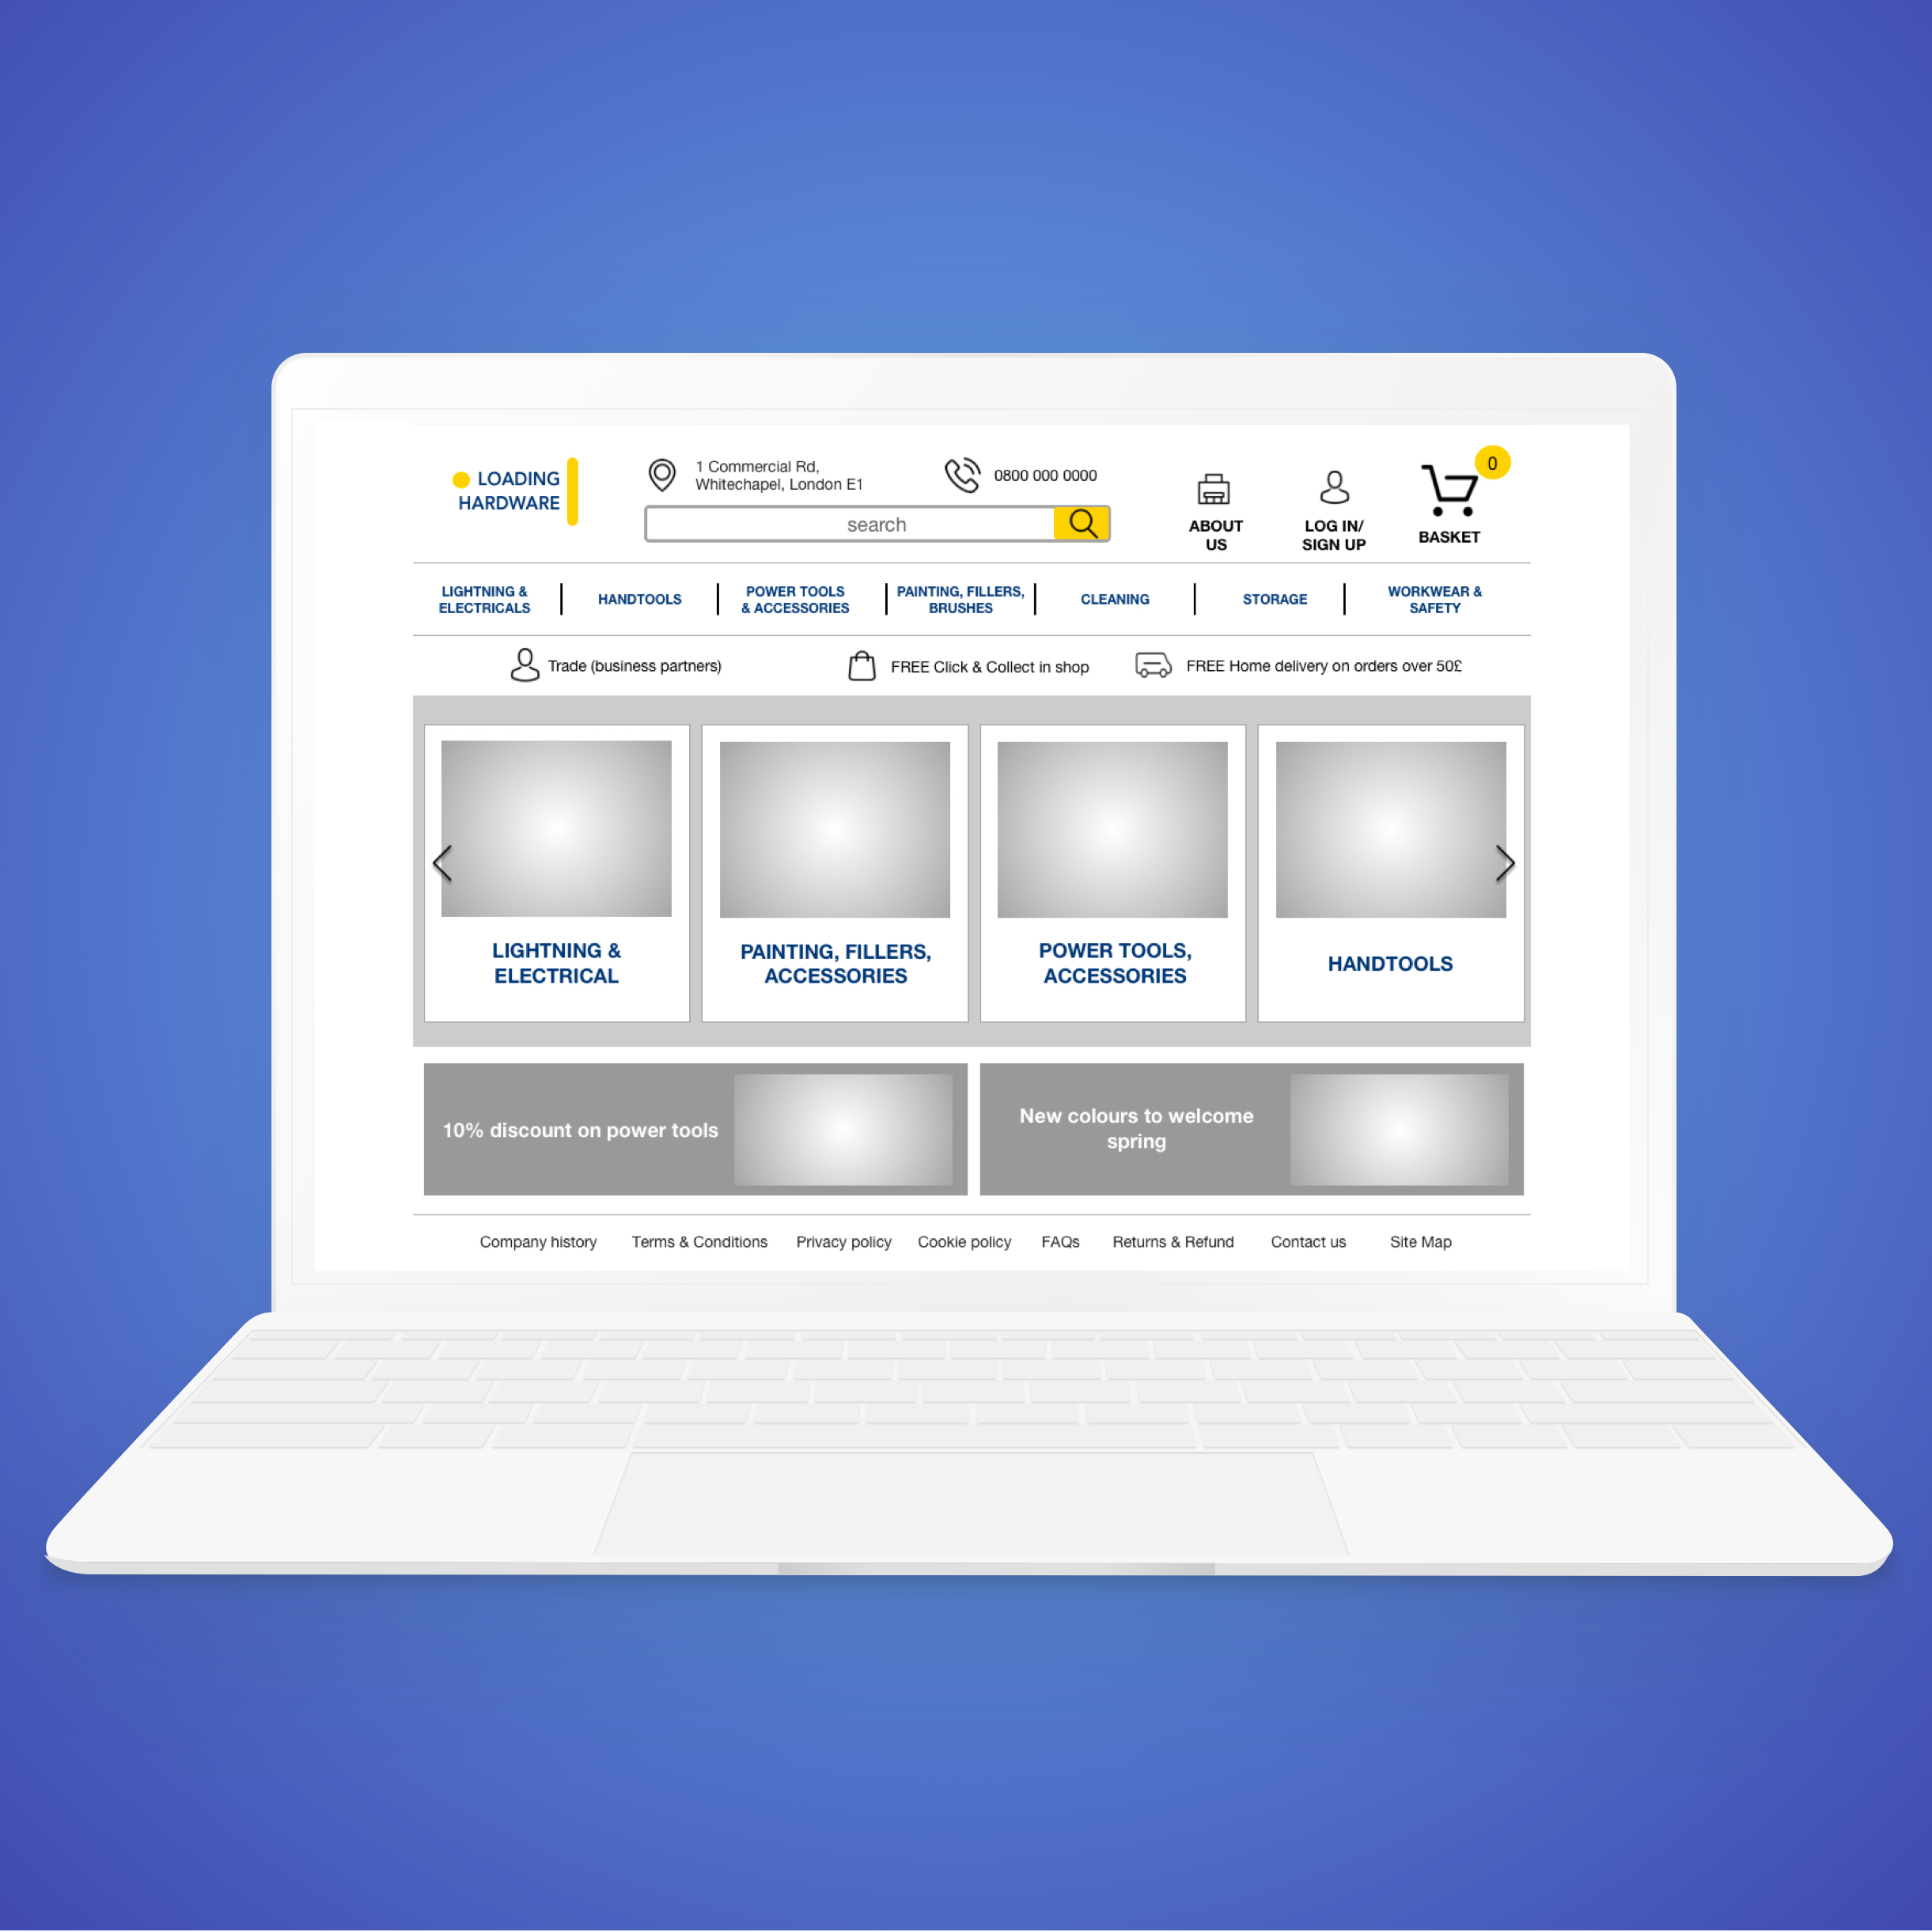 LOADING
HARDWARE
1 Commercial Rd,
Whitechapel, London E1
0800 000 0000
search
ABOUT
US
LOG IN/
SIGN UP
0
BASKET
LIGHTNING &
ELECTRICALS
HANDTOOLS
POWER TOOLS
& ACCESSORIES
PAINTING, FILLERS,
BRUSHES
CLEANING
STORAGE
WORKWEAR &
SAFETY
Trade (business partners)
FREE Click & Collect in shop
FREE Home delivery on orders over 50£
LIGHTNING &
ELECTRICAL
PAINTING, FILLERS,
ACCESSORIES
POWER TOOLS,
ACCESSORIES
HANDTOOLS
10% discount on power tools
New colours to welcome
spring
Company history
Terms & Conditions
Privacy policy
Cookie policy
FAQs
Returns & Refund
Contact us
Site Map